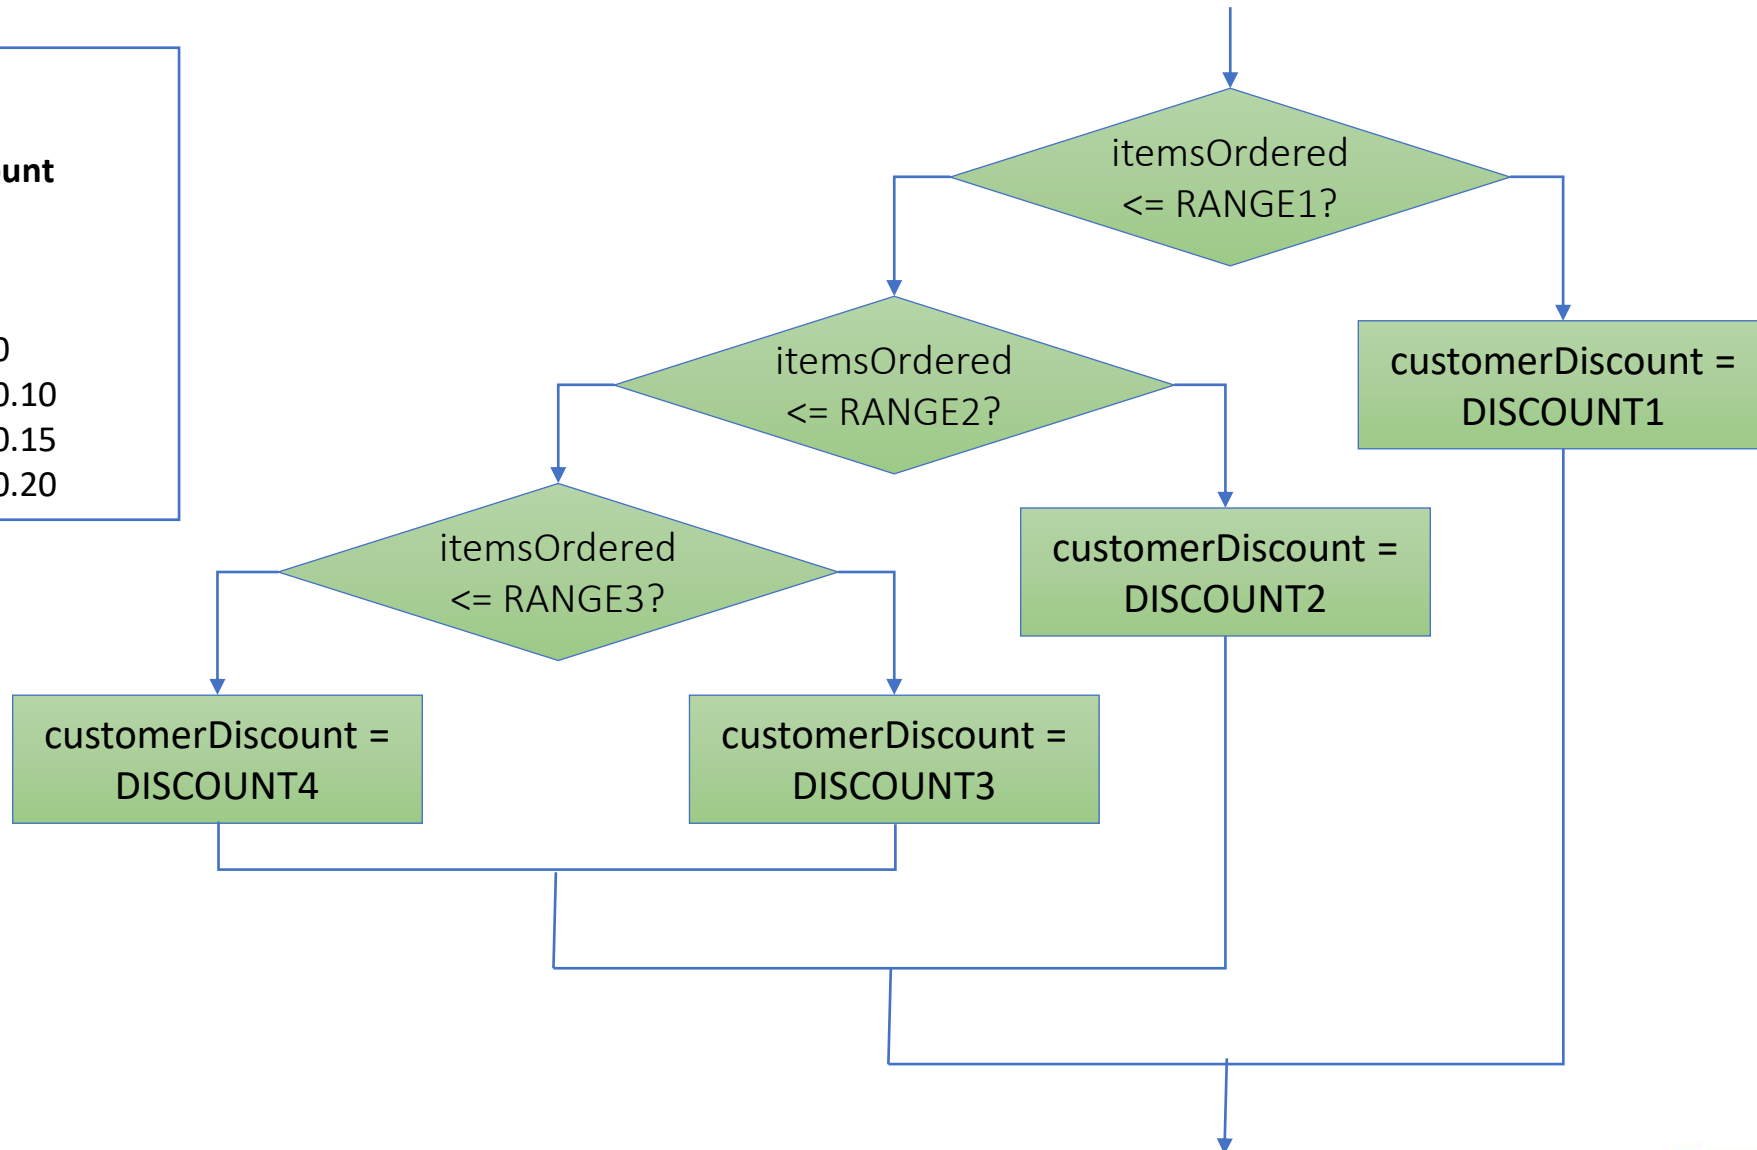 itemsOrdered
<= RANGE1?
itemsOrdered
<= RANGE2?
customerDiscount =
DISCOUNT1
itemsOrdered
<= RANGE3?
customerDiscount =
DISCOUNT2
customerDiscount =
DISCOUNT4
customerDiscount =
DISCOUNT3
0.10
0.15
0.20